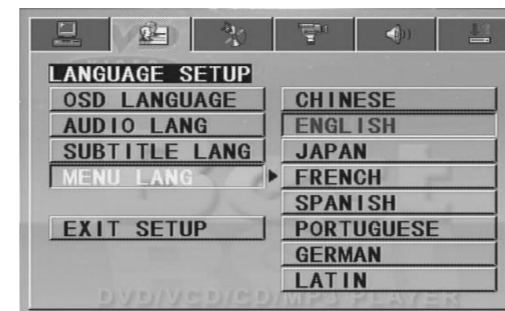 LANGUAGE SETUP
OSD LANGUAGE
AUDIO LANG
SUBTITLE LANG
MENU LANG
EXIT SETUP
CHINESE
ENGLISH
JAPAN
FRENCH
SPANISH
PORTUGUESE
GERMAN
LATIN
DVD/VCD/CD/MP3 PLAYER